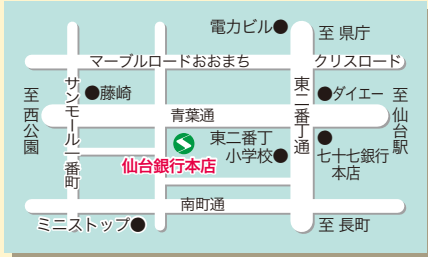 電力ビル●
至 県庁
マーブルロードおおまち
クリスロード
至西公園
サンモール一番町
●藤崎
東二番丁通
●ダイエー
至仙台駅
青葉通
東二番丁
小学校●
●
七十七銀行
本店
仙台銀行本店
南町通
ミニストップ●
至 長町